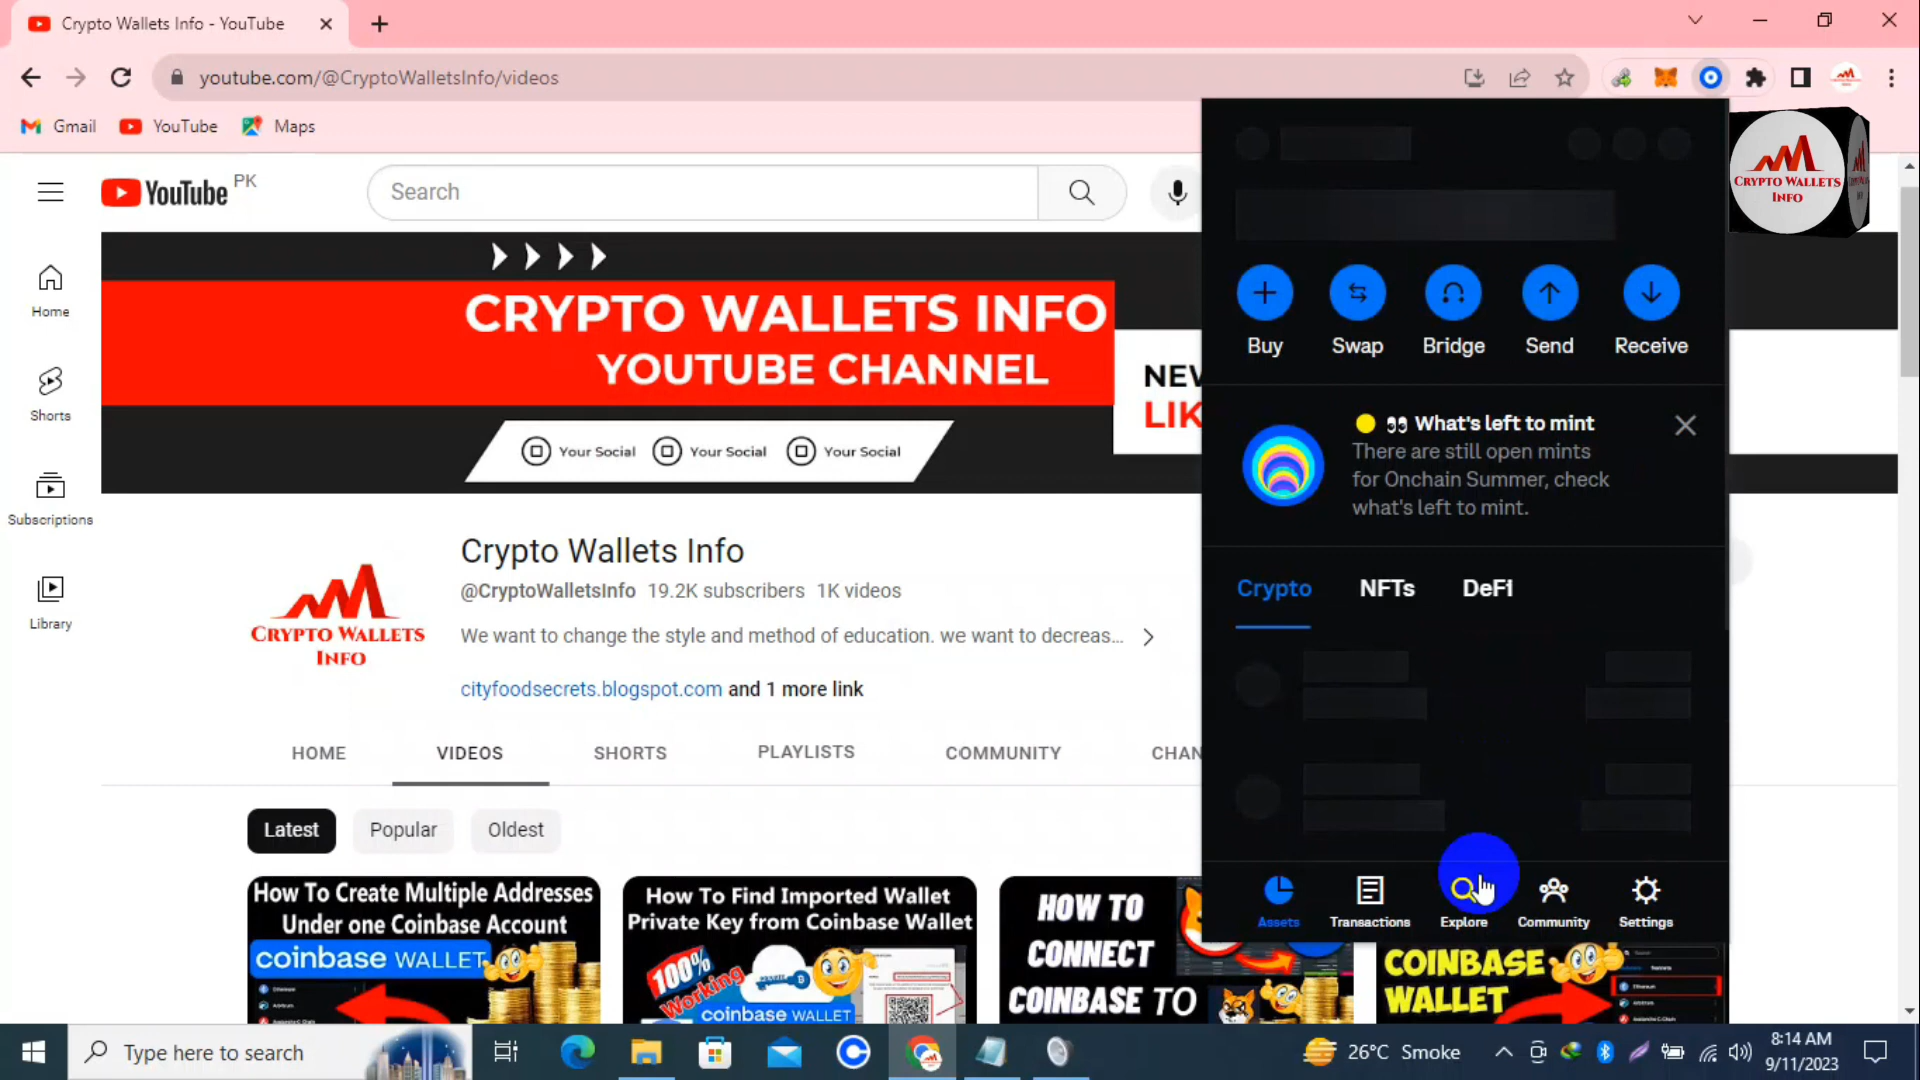 Crypto Wallets Info - YouTube
youtube.com/@CryptoWalletsInfo/videos
Gmail
YouTube
Maps
YouTube PK
Search
CRYPTO WALLETS
INFO
CRYPTO WALLETS INFO
YOUTUBE CHANNEL
NEV
LIK
Your Social
Your Social
Your Social
Home
Shorts
Subscriptions
Library
Crypto Wallets Info
@CryptoWalletsInfo 19.2K subscribers 1K videos
We want to change the style and method of education. we want to decreas...
cityfoodsecrets.blogspot.com and 1 more link
CRYPTO WALLETS
INFO
HOME
VIDEOS
SHORTS
PLAYLISTS
COMMUNITY
CHAN
Latest
Popular
Oldest
Buy
Swap
Bridge
Send
Receive
What's left to mint
There are still open mints
for Onchain Summer, check
what's left to mint.
Crypto
NFTs
DeFi
Assets
Transactions
Explore
Community
Settings
How To Create Multiple Addresses
Under one Coinbase Account
coinbase WALLET
Ethereum
Arbitrum
How To Find Imported Wallet
Private Key from Coinbase Wallet
100%
Working
coinbase WALLET
HOW TO
CONNECT
COINBASE TO
COINBASE
WALLET
Ethereum
Arbitrum
Type here to search
26°C Smoke
8:14 AM
9/11/2023